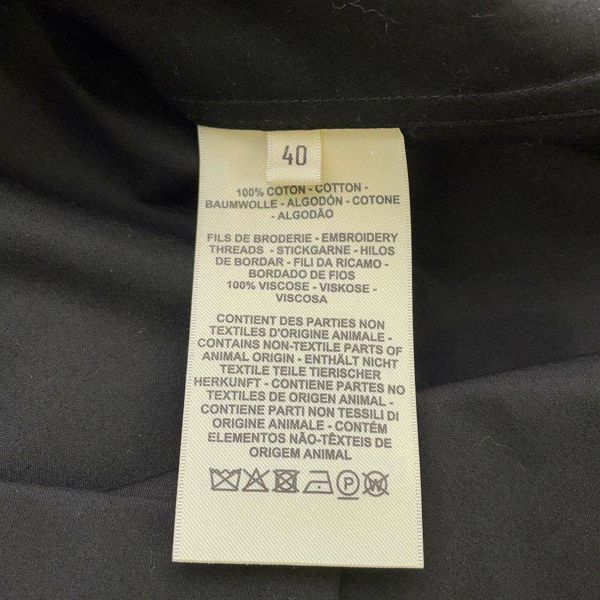 40
100% COTON - COTTON -
BAUMWOLLE - ALGODÓN - COTONE
- ALGODÃO
FILS DE BRODERIE - EMBROIDERY
THREADS - STICKGARNE - HILOS
DE BORDAR - FILI DA RICAMO -
BORDADO DE FIOS
100% VISCOSE - VISKOSE -
VISCOSA
CONTIENT DES PARTIES NON
TEXTILES D'ORIGINE ANIMALE -
CONTAINS NON-TEXTILE PARTS OF
ANIMAL ORIGIN - ENTHÄLT NICHT
TEXTILE TEILE TIERISCHER
HERKUNFT - CONTIENE PARTES NO
TEXTILES DE ORIGEN ANIMAL -
CONTIENE PARTI NON TESSILI DI
ORIGINE ANIMALE - CONTÉM
ELEMENTOS NÃO-TÊXTEIS DE
ORIGEM ANIMAL
P W